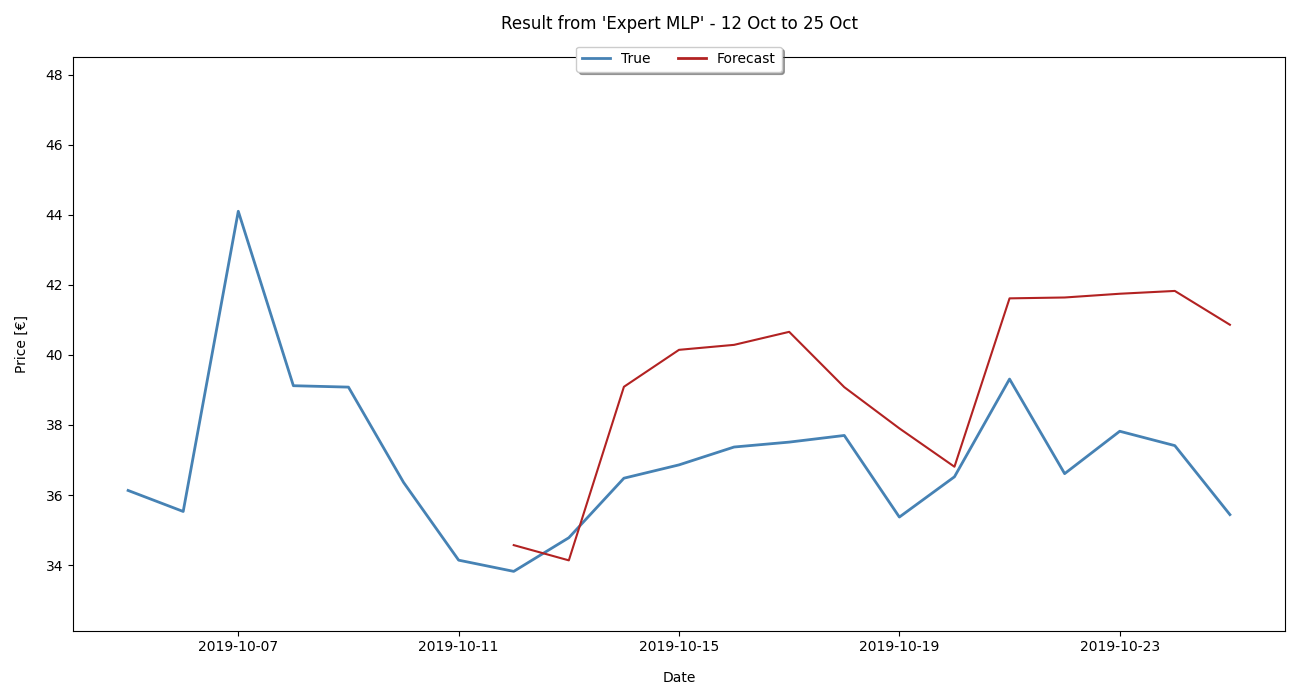 Result from 'Expert MLP' - 12 Oct to 25 Oct
True Forecast
48
46
44
42
40
38
36
34
Price [€]
2019-10-07 2019-10-11 2019-10-15 2019-10-19 2019-10-23
Date